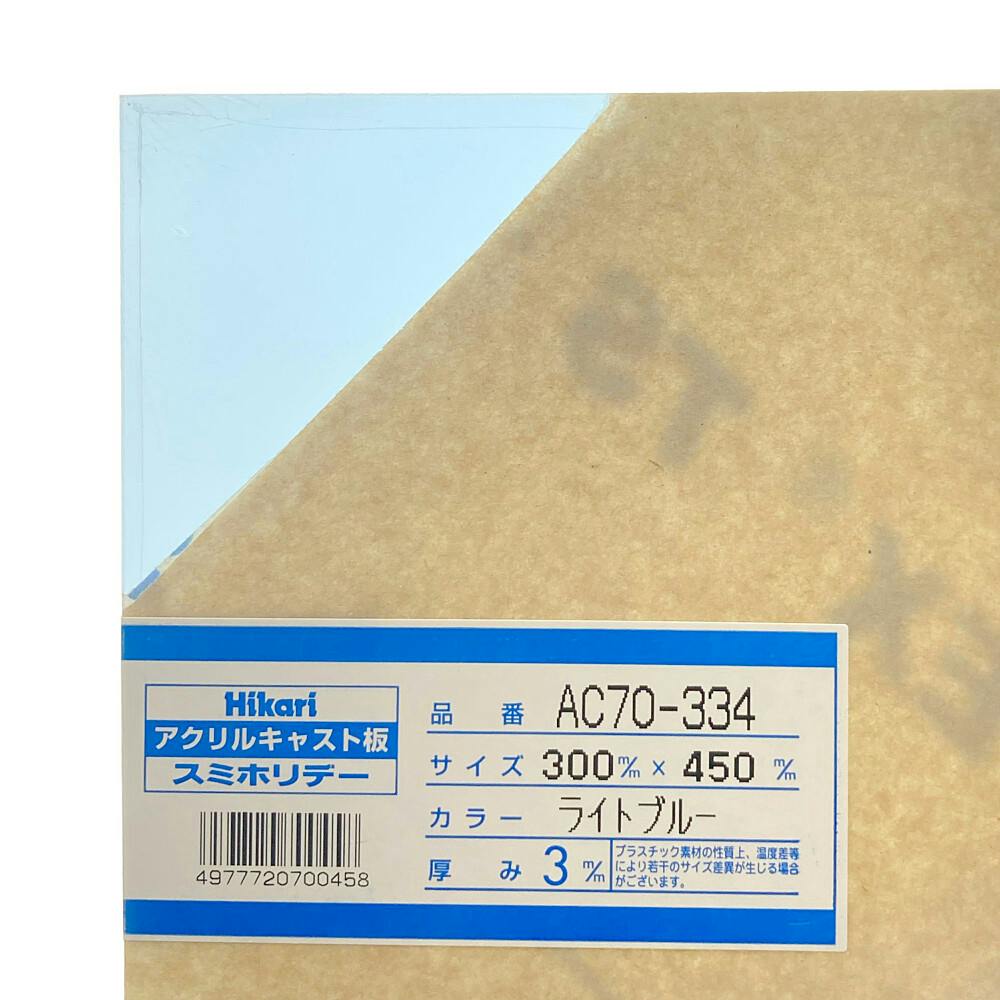 Hikari
アクリルキャスト板
スミホリデー
4977720700458
品番 AC70-334
サイズ 300m/m × 450m/m
カラー ライトブルー
厚み 3m/m
プラスチック素材の性質上、温度差等
により若干のサイズ差異が生じる場合
がございます。